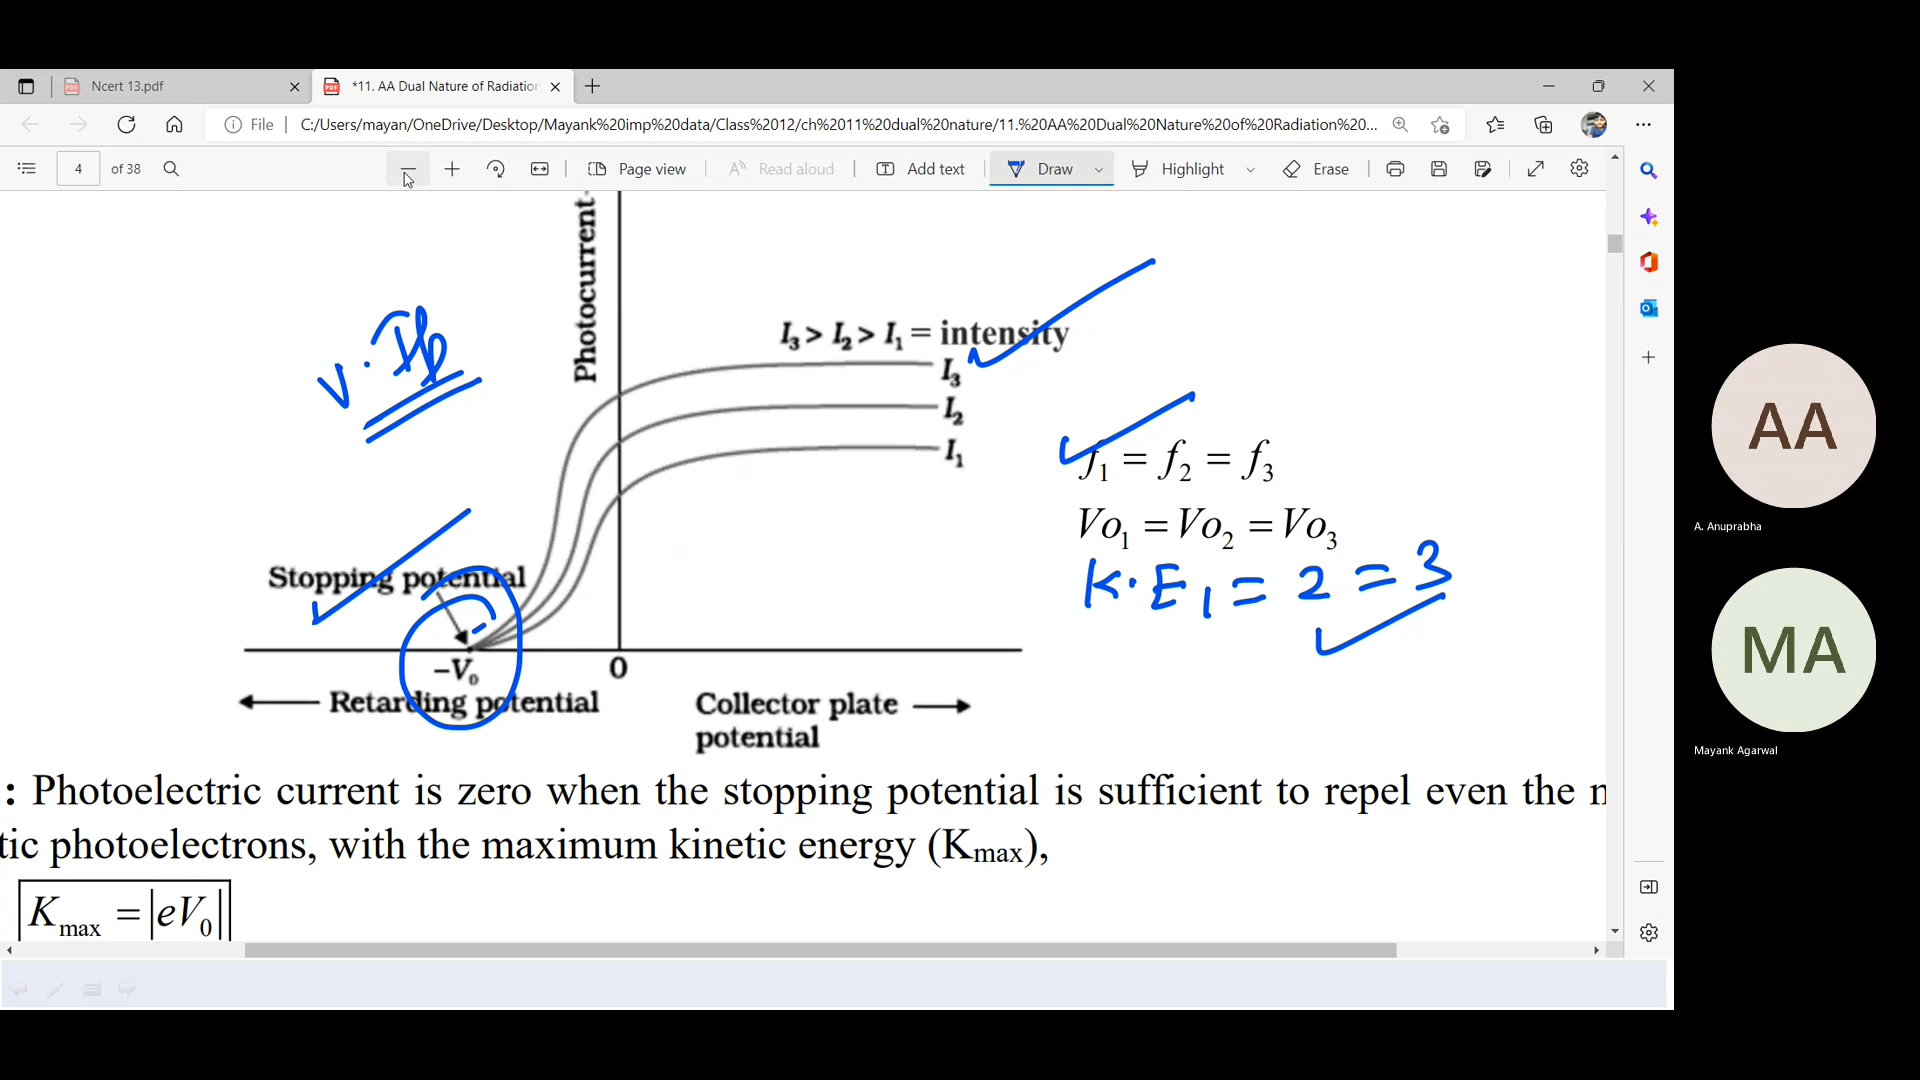 Ncert 13.pdf
*11. AA Dual Nature of Radiation
File
C:/Users/mayan/OneDrive/Desktop/Mayank%20imp%20data/Class%2012/ch%2011%20dual%20nature/11.%20AA%20Dual%20Nature%20of%20Radiation%20...
4 of 38
Page view
Read aloud
Add text
Draw
Highlight
Erase
Photocurrent
v. Ifp
I₃ > I₂ > I₁ = intensity
I₃
I₂
I₁
f₁ = f₂ = f₃
Vo₁ = Vo₂ = Vo₃
K.E₁ = 2 = 3
Stopping potential
–V₀
0
Retarding potential
Collector plate
potential
: Photoelectric current is zero when the stopping potential is sufficient to repel even the
tic photoelectrons, with the maximum kinetic energy (Kmax),
Kmax = |eV₀|
AA
A. Anuprabha
MA
Mayank Agarwal